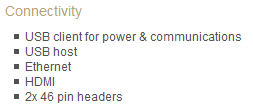 Connectivity
USB client for power & communications
USB host
Ethernet
HDMI
2x 46 pin headers